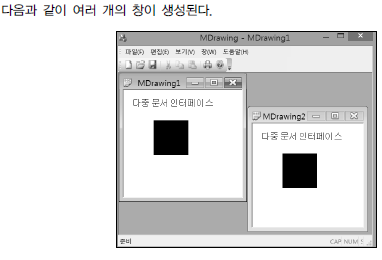 다음과 같이 여러 개의 창이 생성된다.
MDrawing - MDrawing1
파일(F) 편집(E) 보기(V) 창(W) 도움말(H)
MDrawing1
다중 문서 인터페이스
MDrawing2
다중 문서 인터페이스
준비
CAP NUM